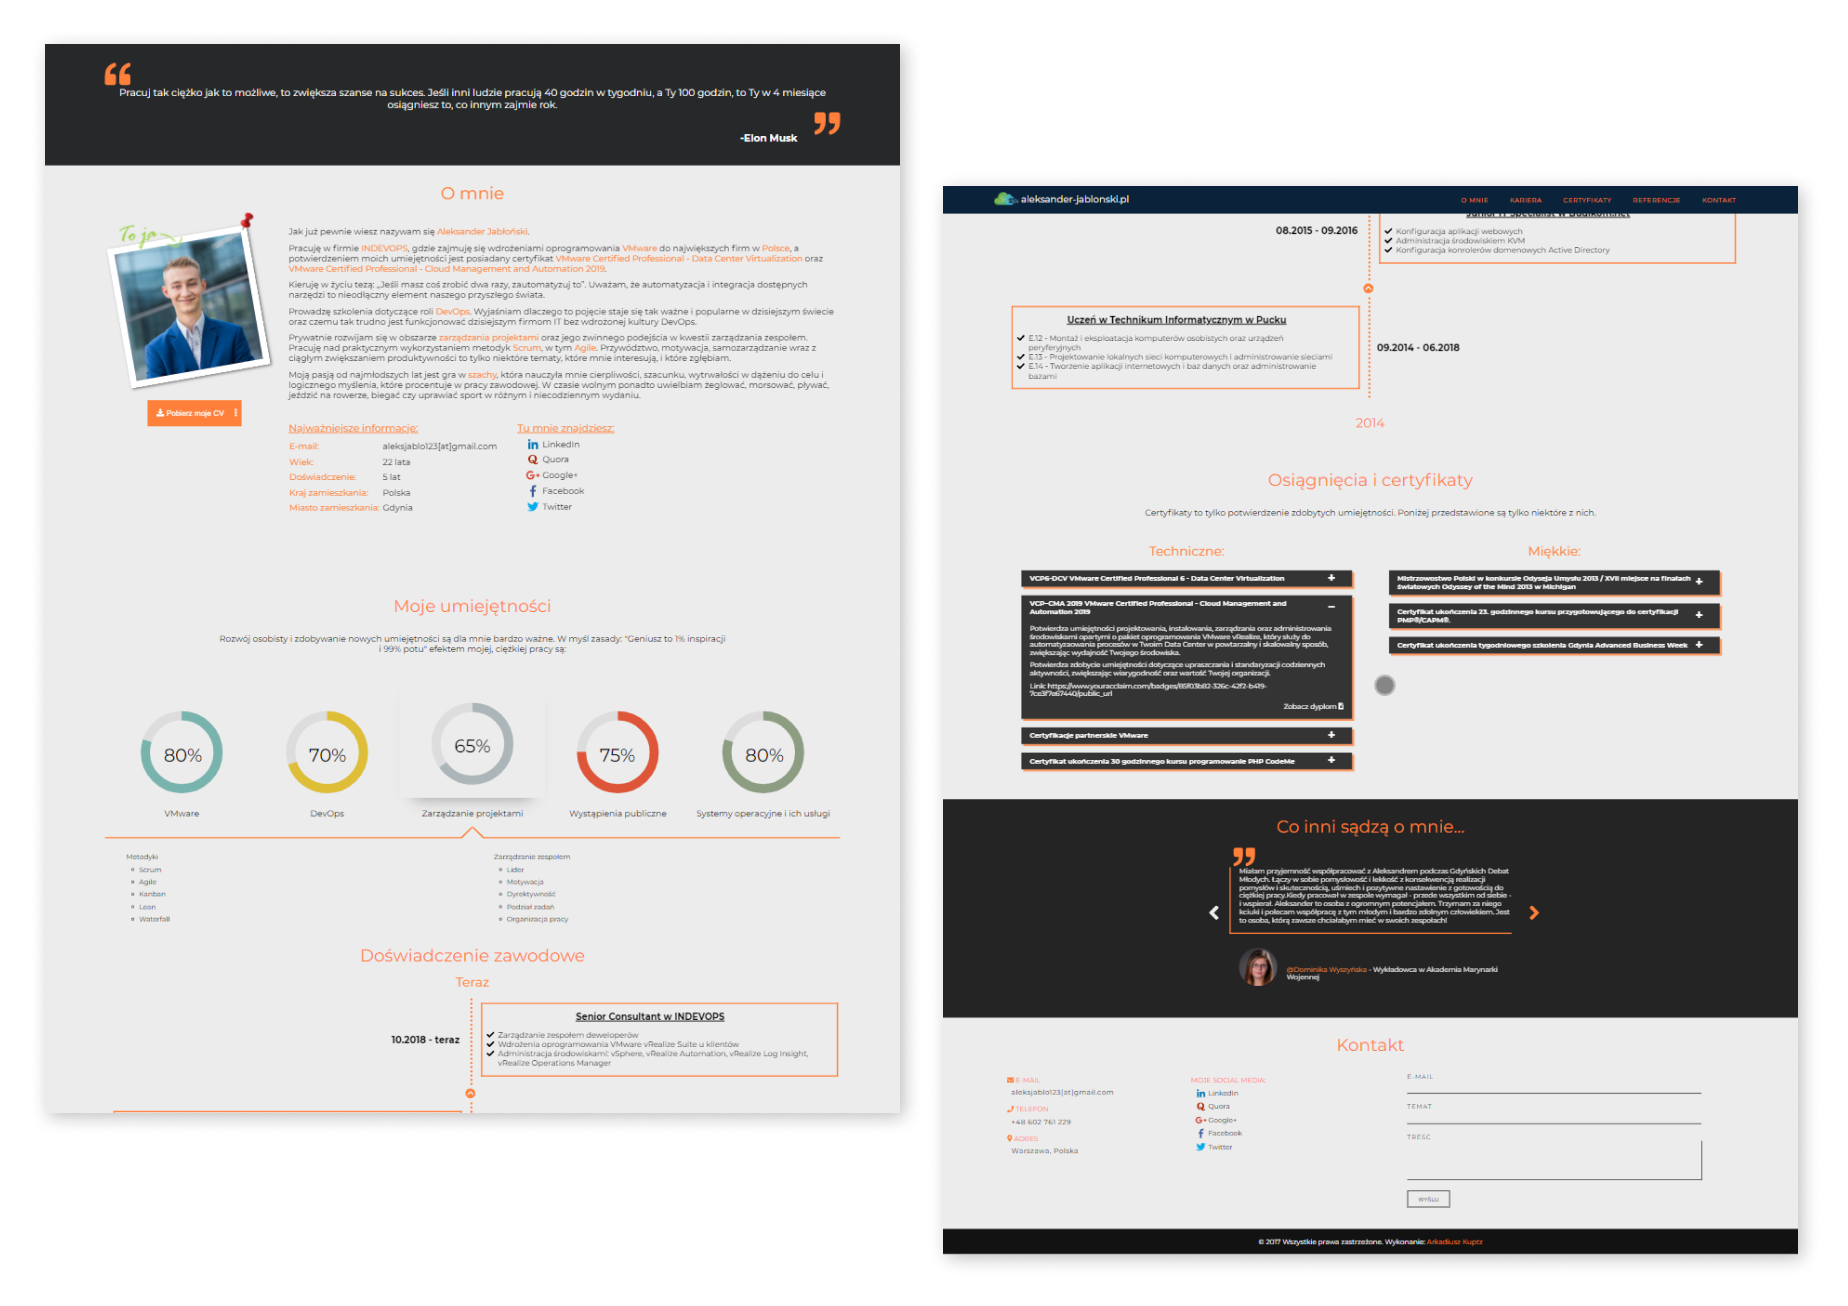 Pracuj tak ciężko jak to możliwe, to zwiększa szanse na sukces. Jeśli inni ludzie pracują 40 godzin w tygodniu, a Ty 100 godzin, to Ty w 4 miesiące
osiągniesz to, co innym zajmie rok.
-Elon Musk
O mnie
To ja
Jak już pewnie wiesz nazywam się Aleksander Jabłoński.
Pracuję w firmie INDEVOPS, gdzie zajmuję się wdrożeniami oprogramowania VMware do największych firm w Polsce, a
potwierdzeniem moich umiejętności jest posiadany certyfikat VMware Certified Professional - Data Center Virtualization oraz
VMware Certified Professional - Cloud Management and Automation 2019.
Kieruję w życiu tezą: „Jeśli masz coś zrobić dwa razy, zautomatyzuj to”. Uważam, że automatyzacja i integracja dostępnych
narzędzi to nieodłączny element naszego przyszłego świata.
Prowadzę szkolenia dotyczące roli DevOps. Wyjaśniam dlaczego to pojęcie staje się tak ważne i popularne w dzisiejszym świecie
oraz czemu tak trudno jest funkcjonować dzisiejszym firmom IT bez wdrożonej kultury DevOps.
Prywatnie rozwijam się w obszarze zarządzania projektami oraz jego zwinnego podejścia w kwestii zarządzania zespołem.
Pracuję nad praktycznym wykorzystaniem metodyk Scrum, w tym Agile. Przywództwo, motywacja, samozarządzanie wraz z
ciągłym zwiększaniem produktywności to tylko niektóre tematy, które mnie interesują, i które zgłębiam.
Moją pasją od najmłodszych lat jest gra w szachy, która nauczyła mnie cierpliwości, szacunku, wytrwałości w dążeniu do celu i
logicznego myślenia, które procentuje w pracy zawodowej. W czasie wolnym ponadto uwielbiam żeglować, morsować, pływać,
jeździć na rowerze, biegać czy uprawiać sport w różnym i niecodziennym wydaniu.
Pobierz moje CV
Najważniejsze informacje:
E-mail: aleksjablo123[at]gmail.com
Wiek: 22 lata
Doświadczenie: 5 lat
Kraj zamieszkania: Polska
Miasto zamieszkania: Gdynia
Tu mnie znajdziesz:
LinkedIn
Quora
Google+
Facebook
Twitter
Moje umiejętności
Rozwój osobisty i zdobywanie nowych umiejętności są dla mnie bardzo ważne. W myśl zasady: "Geniusz to 1% inspiracji
i 99% potu" efektem mojej, ciężkiej pracy są:
80% 70% 65% 75% 80%
VMware DevOps Zarządzanie projektami Wystąpienia publiczne Systemy operacyjne i ich usługi
Metodyki
Scrum
Agile
Kanban
Lean
Waterfall
Zarządzanie zespołem
Lider
Motywacja
Dyrektywność
Podział zadań
Organizacja pracy
Doświadczenie zawodowe
Teraz
10.2018 - teraz
Senior Consultant w INDEVOPS
Zarządzanie zespołem deweloperów
Wdrożenia oprogramowania VMware vRealize Suite u klientów
Administracja środowiskami: vSphere, vRealize Automation, vRealize Log Insight,
vRealize Operations Manager
aleksander-jablonski.pl
O MNIE KARIERA CERTYFIKATY REFERENCJE KONTAKT
Junior IT Specialist w Budikom.net
08.2015 - 09.2016
Konfiguracja aplikacji webowych
Administracja środowiskiem KVM
Konfiguracja konrolerów domenowych Active Directory
Uczeń w Technikum Informatycznym w Pucku
E.12 - Montaż i eksploatacja komputerów osobistych oraz urządzeń
peryferyjnych
E.13 - Projektowanie lokalnych sieci komputerowych i administrowanie sieciami
E.14 - Tworzenie aplikacji internetowych i baz danych oraz administrowanie
bazami
09.2014 - 06.2018
2014
Osiągnięcia i certyfikaty
Certyfikaty to tylko potwierdzenie zdobytych umiejętności. Poniżej przedstawione są tylko niektóre z nich.
Techniczne:
VCP6-DCV VMware Certified Professional 6 - Data Center Virtualization
VCP-CMA 2019 VMware Certified Professional - Cloud Management and
Automation 2019
Potwierdza umiejętności projektowania, instalowania, zarządzania oraz administrowania
środowiskami opartymi o pakiet oprogramowania VMware vRealize, który służy do
automatyzaowania procesów w Twoim Data Center w powtarzalny i skalowalny sposób,
zwiększając wydajność Twojego środowiska.
Potwierdza zdobycie umiejętności dotyczące upraszczania i standaryzacji codziennych
aktywności, zwiększając wiarygodność oraz wartość Twojej organizacji.
Link: https://www.youracclaim.com/badges/85f03b82-326c-42f2-b419-
7ce3f7e67440/public_url
Zobacz dyplom
Certyfikacje partnerskie VMware
Certyfikat ukończenia 30 godzinnego kursu programowanie PHP CodeMe
Miękkie:
Mistrzowostwo Polski w konkursie Odyseja Umysłu 2013 / XVII miejsce na finałach
światowych Odyssey of the Mind 2013 w Michigan
Certyfikat ukończenia 23. godzinnego kursu przygotowującego do certyfikacji
PMP®/CAPM®.
Certyfikat ukończenia tygodniowego szkolenia Gdynia Advanced Business Week
Co inni sądzą o mnie...
Miałam przyjemność współpracować z Aleksandrem podczas Gdyńskich Debat
Młodych. Łączy w sobie pomysłowość i lekkość z konsekwencją realizacji
pomysłów i skutecznością, uśmiech i pozytywne nastawienie z gotowością do
ciężkiej pracy.Kiedy pracował w zespole wymagał - przede wszystkim od siebie -
i wspierał. Aleksander to osoba z ogromnym potencjałem. Trzymam za niego
kciuki i polecam współpracę z tym młodym i bardzo zdolnym człowiekiem. Jest
to osoba, którą zawsze chciałabym mieć w swoich zespołach!
@Dominika Wyszyńska - Wykładowca w Akademia Marynarki
Wojennej
Kontakt
E-MAIL
aleksjablo123[at]gmail.com
TELEFON
+48 602 761 229
ADRES
Warszawa, Polska
MOJE SOCIAL MEDIA:
LinkedIn
Quora
Google+
Facebook
Twitter
E-MAIL
TEMAT
TREŚĆ
WYŚLIJ
© 2017 Wszystkie prawa zastrzeżone. Wykonanie: Arkadiusz Kuptz